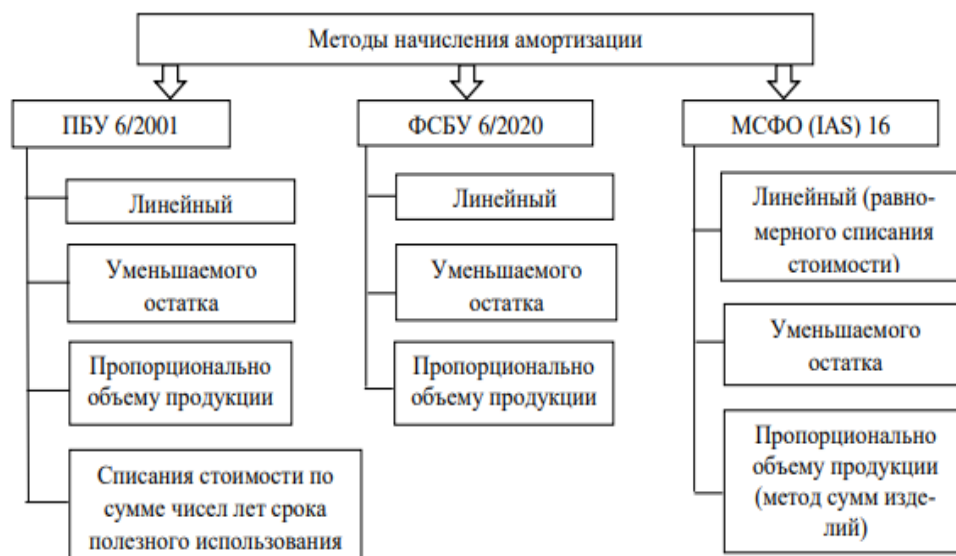 Методы начисления амортизации
ПБУ 6/2001
Линейный
Уменьшаемого
остатка
Пропорционально
объему продукции
Списания стоимости по
сумме чисел лет срока
полезного использования
ФСБУ 6/2020
Линейный
Уменьшаемого
остатка
Пропорционально
объему продукции
МСФО (IAS) 16
Линейный (равно-
мерного списания
стоимости)
Уменьшаемого
остатка
Пропорционально
объему продукции
(метод сумм изде-
лий)